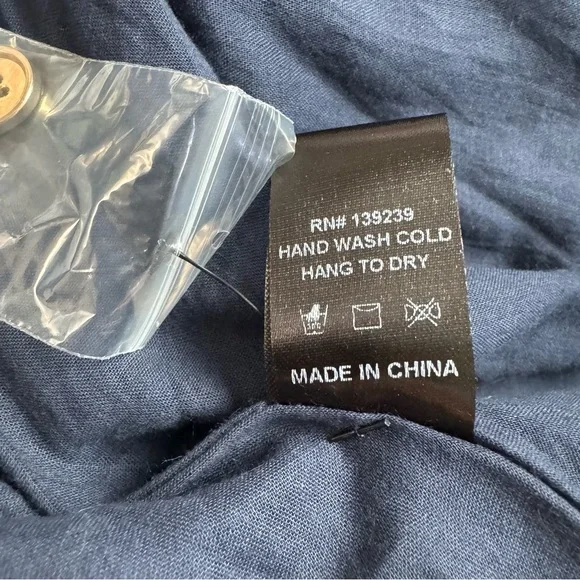 RN# 139239
HAND WASH COLD
HANG TO DRY
MADE IN CHINA